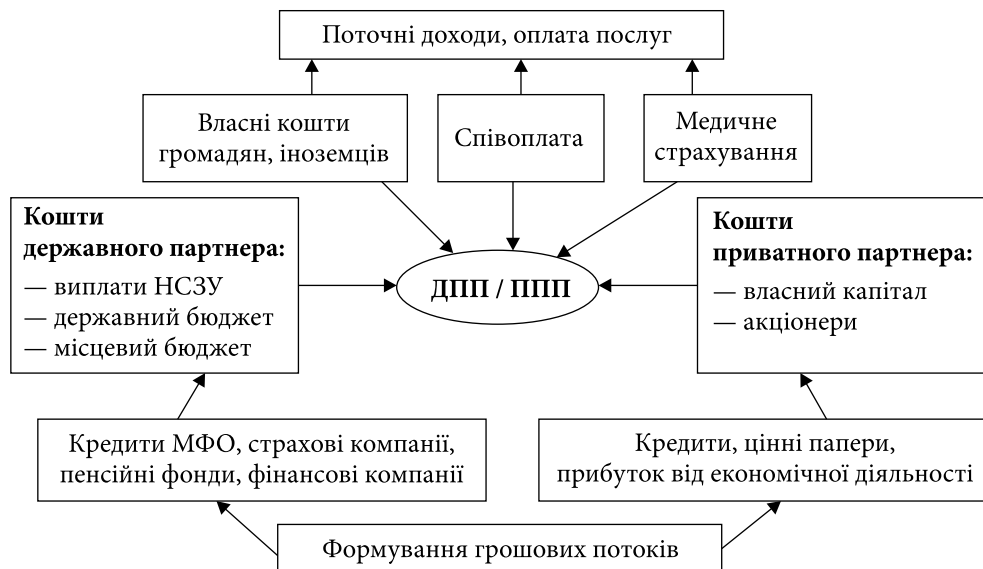 Поточні доходи, оплата послуг
Власні кошти
громадян, іноземців
Співоплата
Медичне
страхування
Кошти
державного партнера:
— виплати НСЗУ
— державний бюджет
— місцевий бюджет
ДПП / ППП
Кошти
приватного партнера:
— власний капітал
— акціонери
Кредити МФО, страхові компанії,
пенсійні фонди, фінансові компанії
Кредити, цінні папери,
прибуток від економічної діяльності
Формування грошових потоків